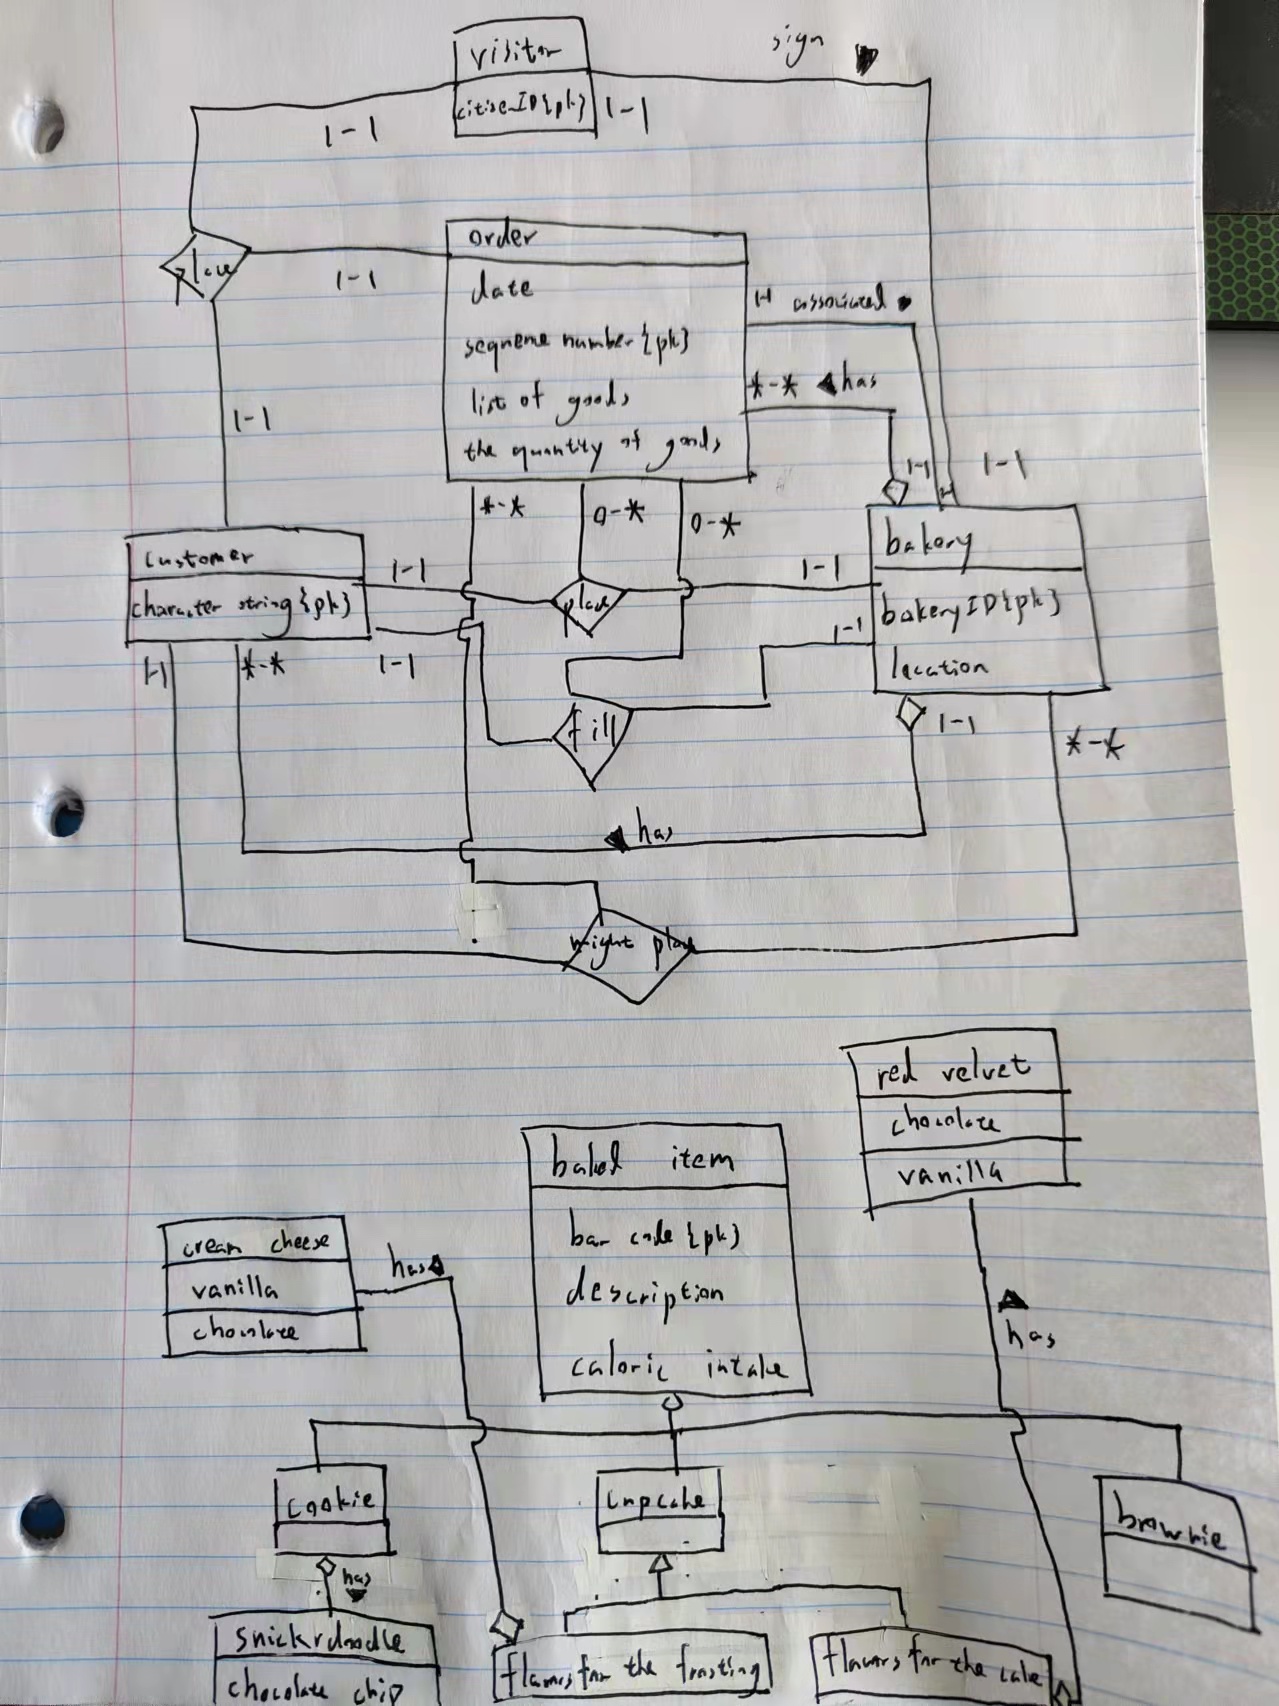 sign
visitor
citizenID{pk}
1-1
1-1
place
1-1
order
date
sequence number{pk}
list of goods
the quantity of goods
associated
*-* has
1-1
1-1
1-1
*-*
0-*
0-*
customer
character string{pk}
1-1
place
1-1
bakery
bakeryID{pk}
location
1-1
*-*
1-1
1-1
fill
1-1
*-*
has
might place
red velvet
chocolate
vanilla
baked item
bar code{pk}
description
caloric intake
cream cheese
vanilla
chocolate
has
has
cookie
cupcake
brownie
has
snickrdoodle
chocolate chip
flavors for the frosting
flavors for the cake